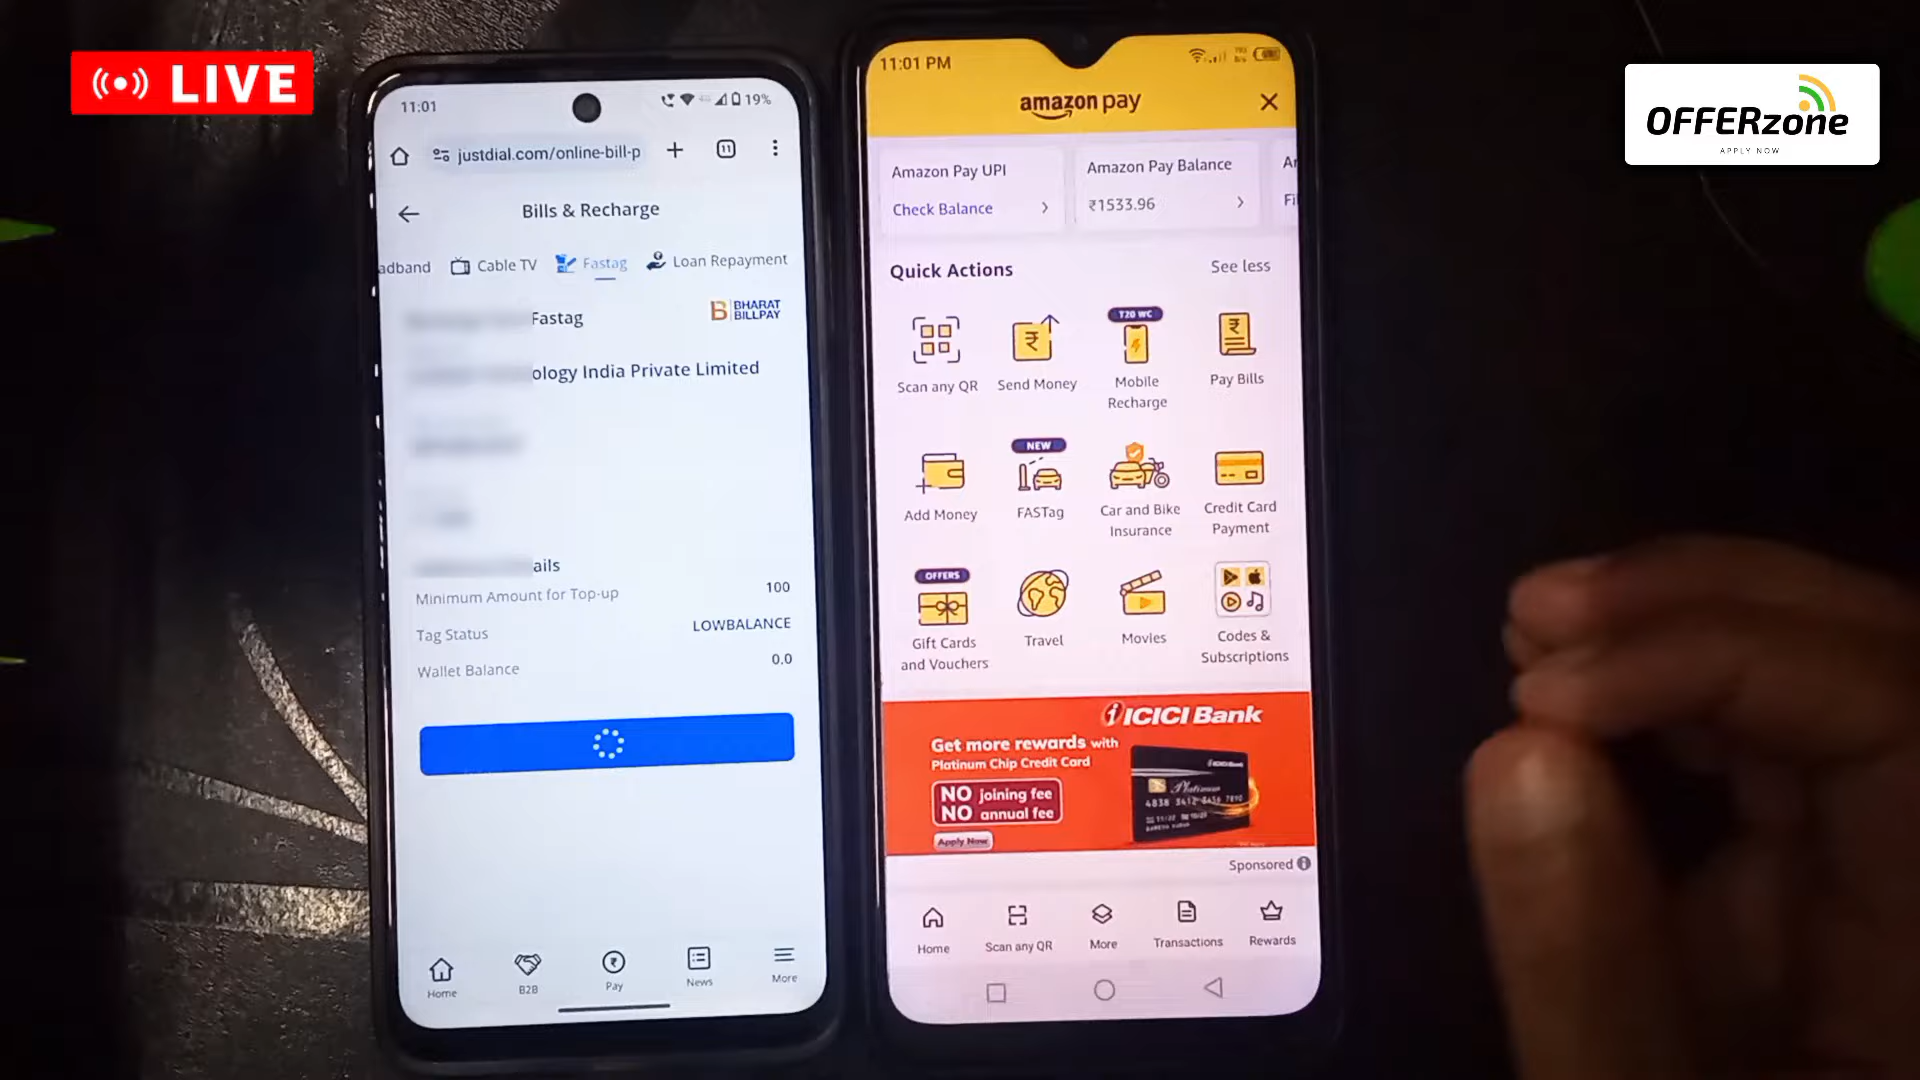 LIVE
OFFERzone
APPLY NOW
11:01
19%
justdial.com/online-bill-p
11
Bills & Recharge
adband
Cable TV
Fastag
Loan Repayment
Fastag
B BHARAT
BILLPAY
ology India Private Limited
ails
Minimum Amount for Top-up
100
Tag Status
LOWBALANCE
Wallet Balance
0.0
Home
B2B
Pay
News
More
11:01 PM
amazon pay
Amazon Pay UPI
Check Balance
Amazon Pay Balance
₹1533.96
Quick Actions
See less
Scan any QR
Send Money
T20 WC
Mobile
Recharge
Pay Bills
Add Money
NEW
FASTag
Car and Bike
Insurance
Credit Card
Payment
OFFERS
Gift Cards
and Vouchers
Travel
Movies
Codes &
Subscriptions
ICICI Bank
Get more rewards with
Platinum Chip Credit Card
NO joining fee
NO annual fee
Apply Now
Platinum
Sponsored
Home
Scan any QR
More
Transactions
Rewards